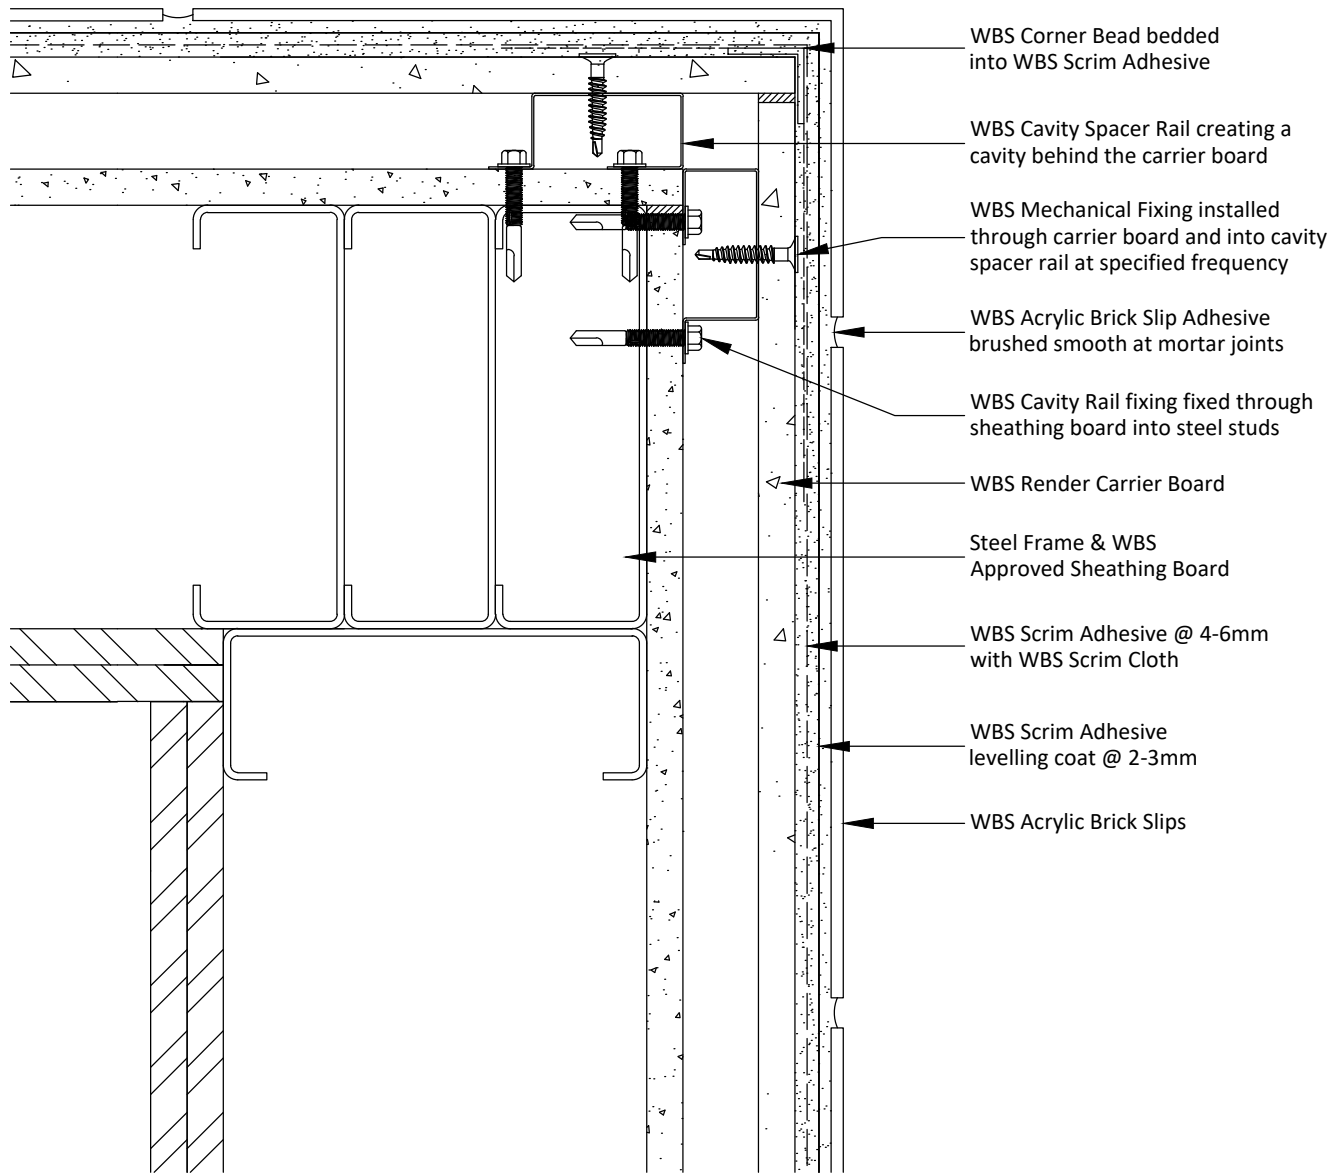 WBS Corner Bead bedded
into WBS Scrim Adhesive
WBS Cavity Spacer Rail creating a
cavity behind the carrier board
WBS Mechanical Fixing installed
through carrier board and into cavity
spacer rail at specified frequency
WBS Acrylic Brick Slip Adhesive
brushed smooth at mortar joints
WBS Cavity Rail fixing fixed through
sheathing board into steel studs
WBS Render Carrier Board
Steel Frame & WBS
Approved Sheathing Board
WBS Scrim Adhesive @ 4-6mm
with WBS Scrim Cloth
WBS Scrim Adhesive
levelling coat @ 2-3mm
WBS Acrylic Brick Slips